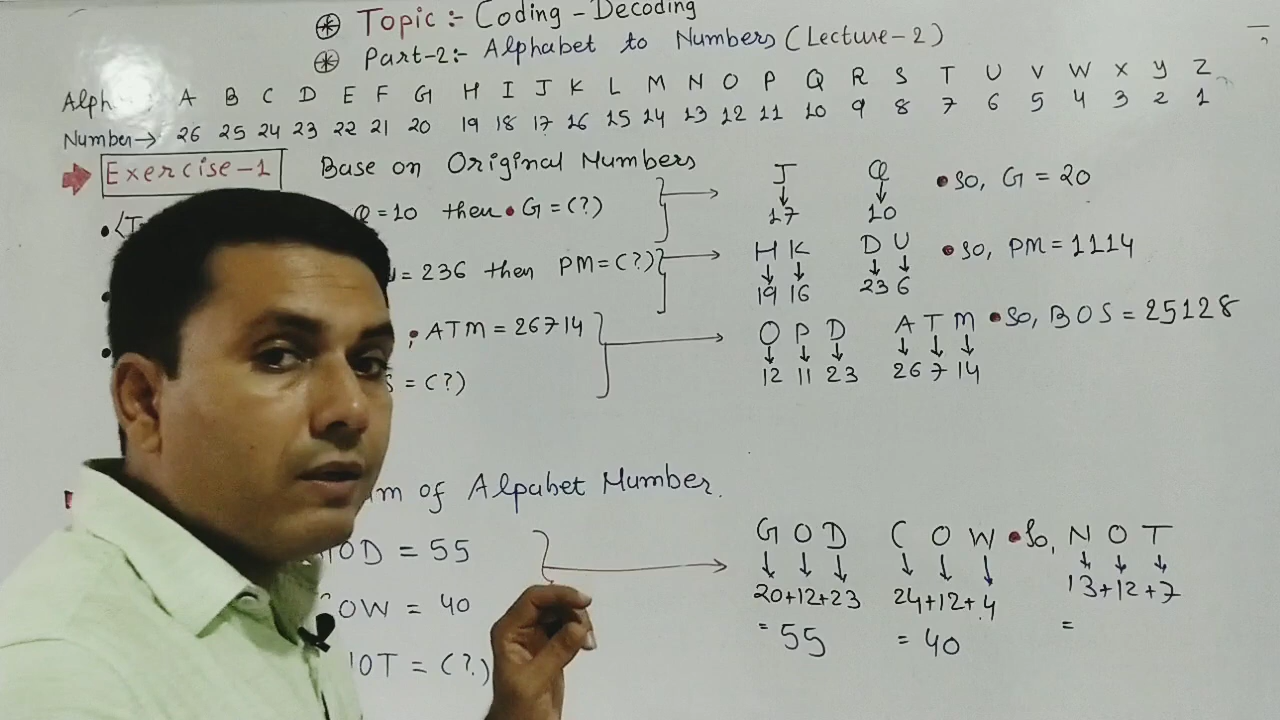 Topic :- Coding - Decoding
Part-2:- Alphabet to Numbers (Lecture-2)
A B C D E F G H I J K L M N O P Q R S T U V W X Y Z
Number→ 26 25 24 23 22 21 20 19 18 17 16 15 14 13 12 11 10 9 8 7 6 5 4 3 2 1
Exercise-1 Base on Original Numbers
Q=10 then • G=(?)
J Q • so, G = 20
17 10
= 236 then PM=(?)
H K D U • so, PM=1114
19 16 23 6
; ATM = 26714
O P D A T M • So, BOS = 25128
12 11 23 26 7 14
= (?)
of Alpabet Number.
OD = 55
G O D C O W • So, N O T
20+12+23 24+12+4 13+12+7
= 55 = 40 =
OW = 40
OT = (?)